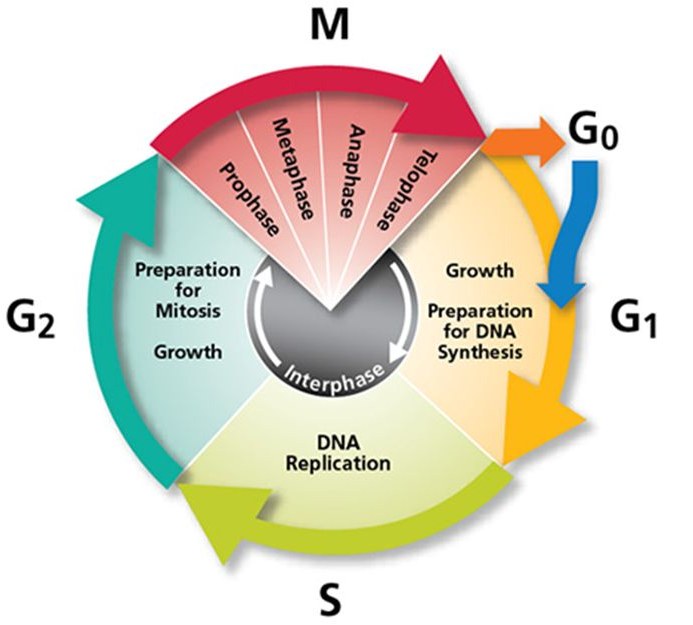 M
G0
Prophase
Metaphase
Anaphase
Telophase
Preparation
for
Mitosis
Growth
Growth
Preparation
for DNA
Synthesis
G2
G1
Interphase
DNA
Replication
S